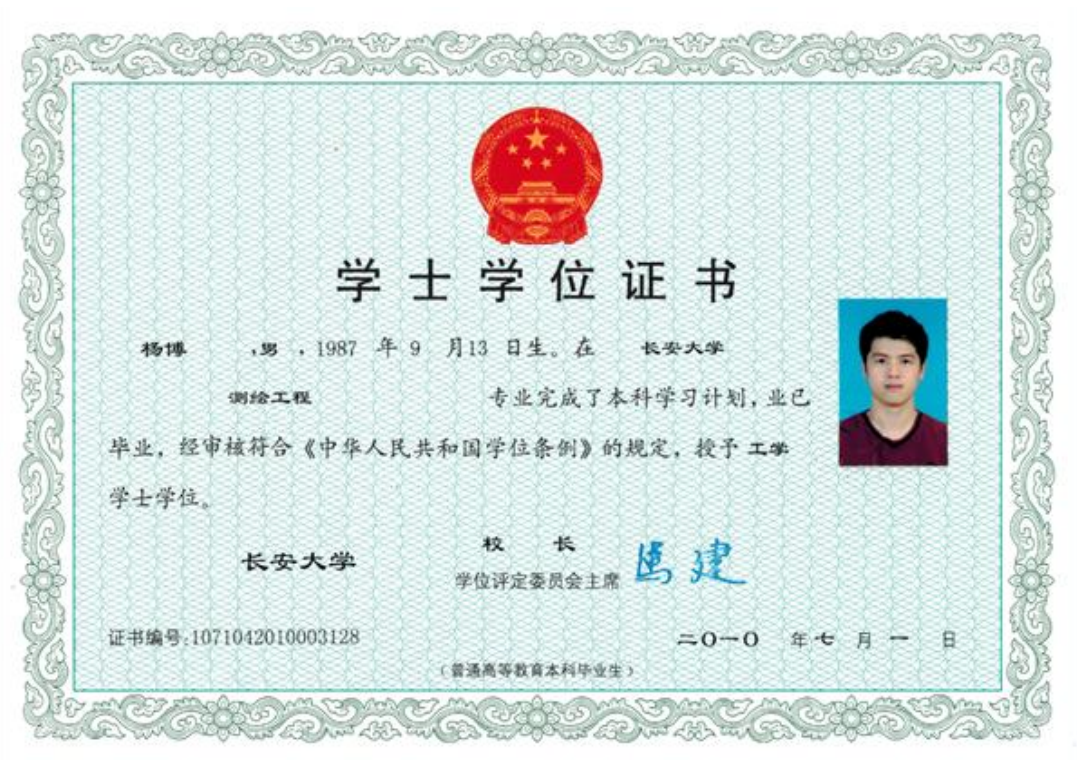 学士学位证书
杨博 ,男 ，1987 年 9 月13 日生。在 长安大学
测绘工程 专业完成了本科学习计划，业已
毕业，经审核符合《中华人民共和国学位条例》的规定，授予 工学
学士学位。
长安大学
校 长
学位评定委员会主席
马建
证书编号:1071042010003128
二〇一〇 年 七 月 一 日
（普通高等教育本科毕业生）